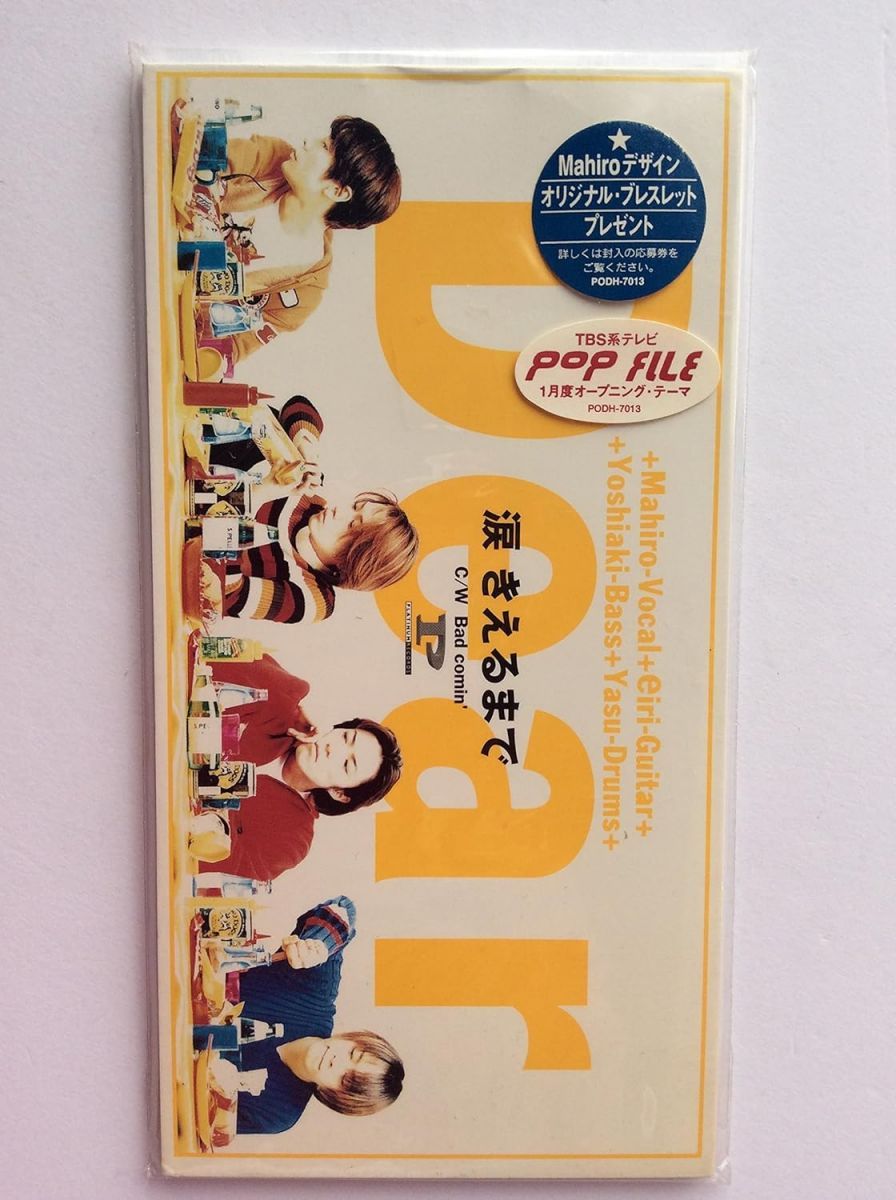 ★
Mahiroデザイン
オリジナル・ブレスレット
プレゼント
詳しくは封入の応募券を
ご覧ください。
PODH-7013
TBS系テレビ
POP FILE
1月度オープニング・テーマ
PODH-7013
+Mahiro-Vocal+eiri-Guitar+
+Yoshiaki-Bass+Yasu-Drums+
Dear
涙 きえるまで
C/W Bad comin'
P
PLATINUM RECORDS